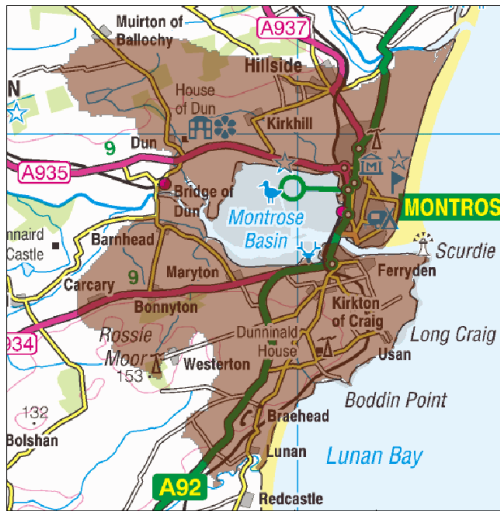 Muirton of
Ballochy
A937
Hillside
N
House
of Dun
Kirkhill
9
Dun
A935
M
Bridge of
Dun
Montrose
Basin
MONTROS
nnaird
Castle
Barnhead
Scurdie
9
Maryton
Ferryden
Carcary
Bonnyton
Kirkton
of Craig
934
Rossie
Moor
Dunninald
House
Long Craig
Usan
153
Westerton
Boddin Point
132
Bolshan
Braehead
Lunan
Lunan Bay
A92
Redcastle